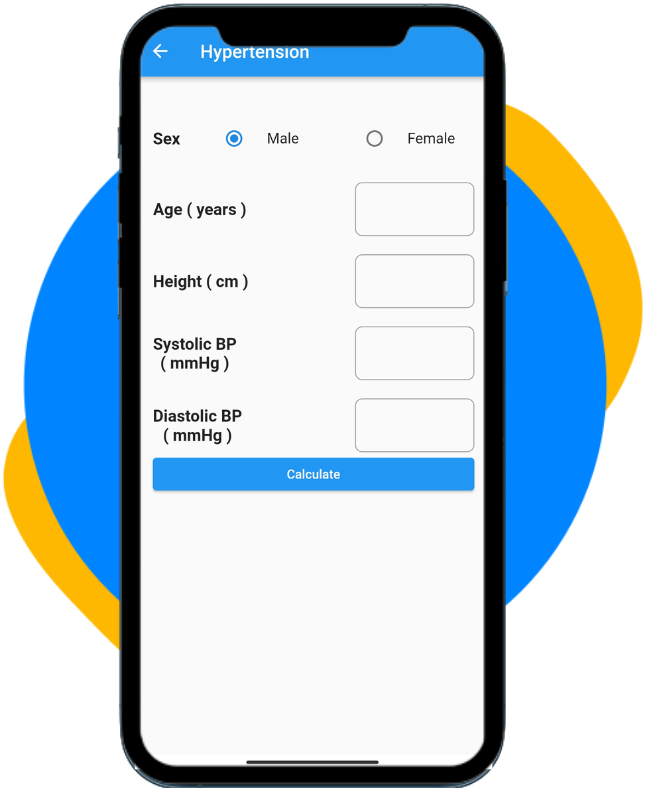 Hypertension
Sex Male Female
Age ( years )
Height ( cm )
Systolic BP
( mmHg )
Diastolic BP
( mmHg )
Calculate